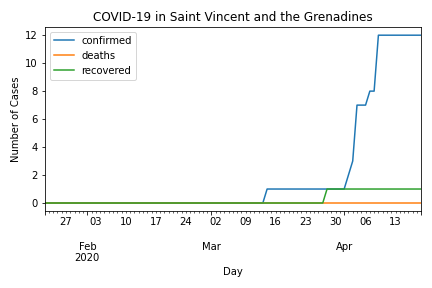 COVID-19 in Saint Vincent and the Grenadines
confirmed
deaths
recovered
Number of Cases
12
10
8
6
4
2
0
27 03 10 17 24 02 09 16 23 30 06 13
Feb Mar Apr
2020
Day